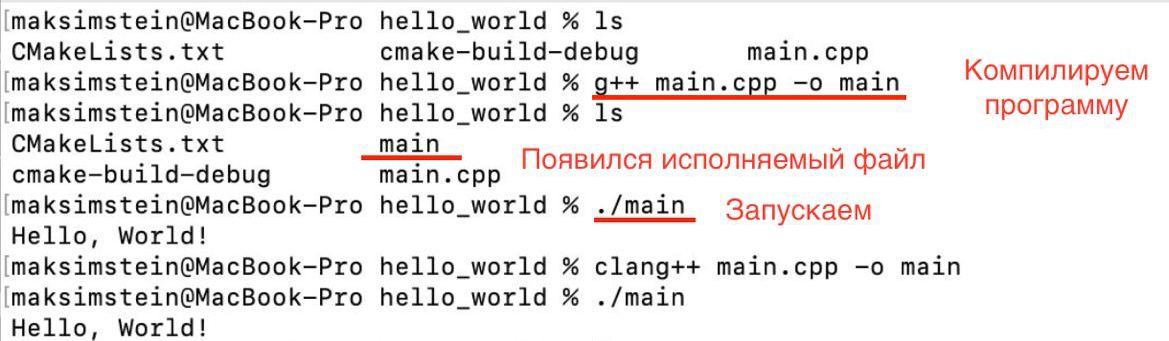 [maksimstein@MacBook-Pro hello_world % ls
CMakeLists.txt cmake-build-debug main.cpp
[maksimstein@MacBook-Pro hello_world % g++ main.cpp -o main
Компилируем
программу
[maksimstein@MacBook-Pro hello_world % ls
CMakeLists.txt main
Появился исполняемый файл
cmake-build-debug main.cpp
[maksimstein@MacBook-Pro hello_world % ./main
Запускаем
Hello, World!
[maksimstein@MacBook-Pro hello_world % clang++ main.cpp -o main
[maksimstein@MacBook-Pro hello_world % ./main
Hello, World!